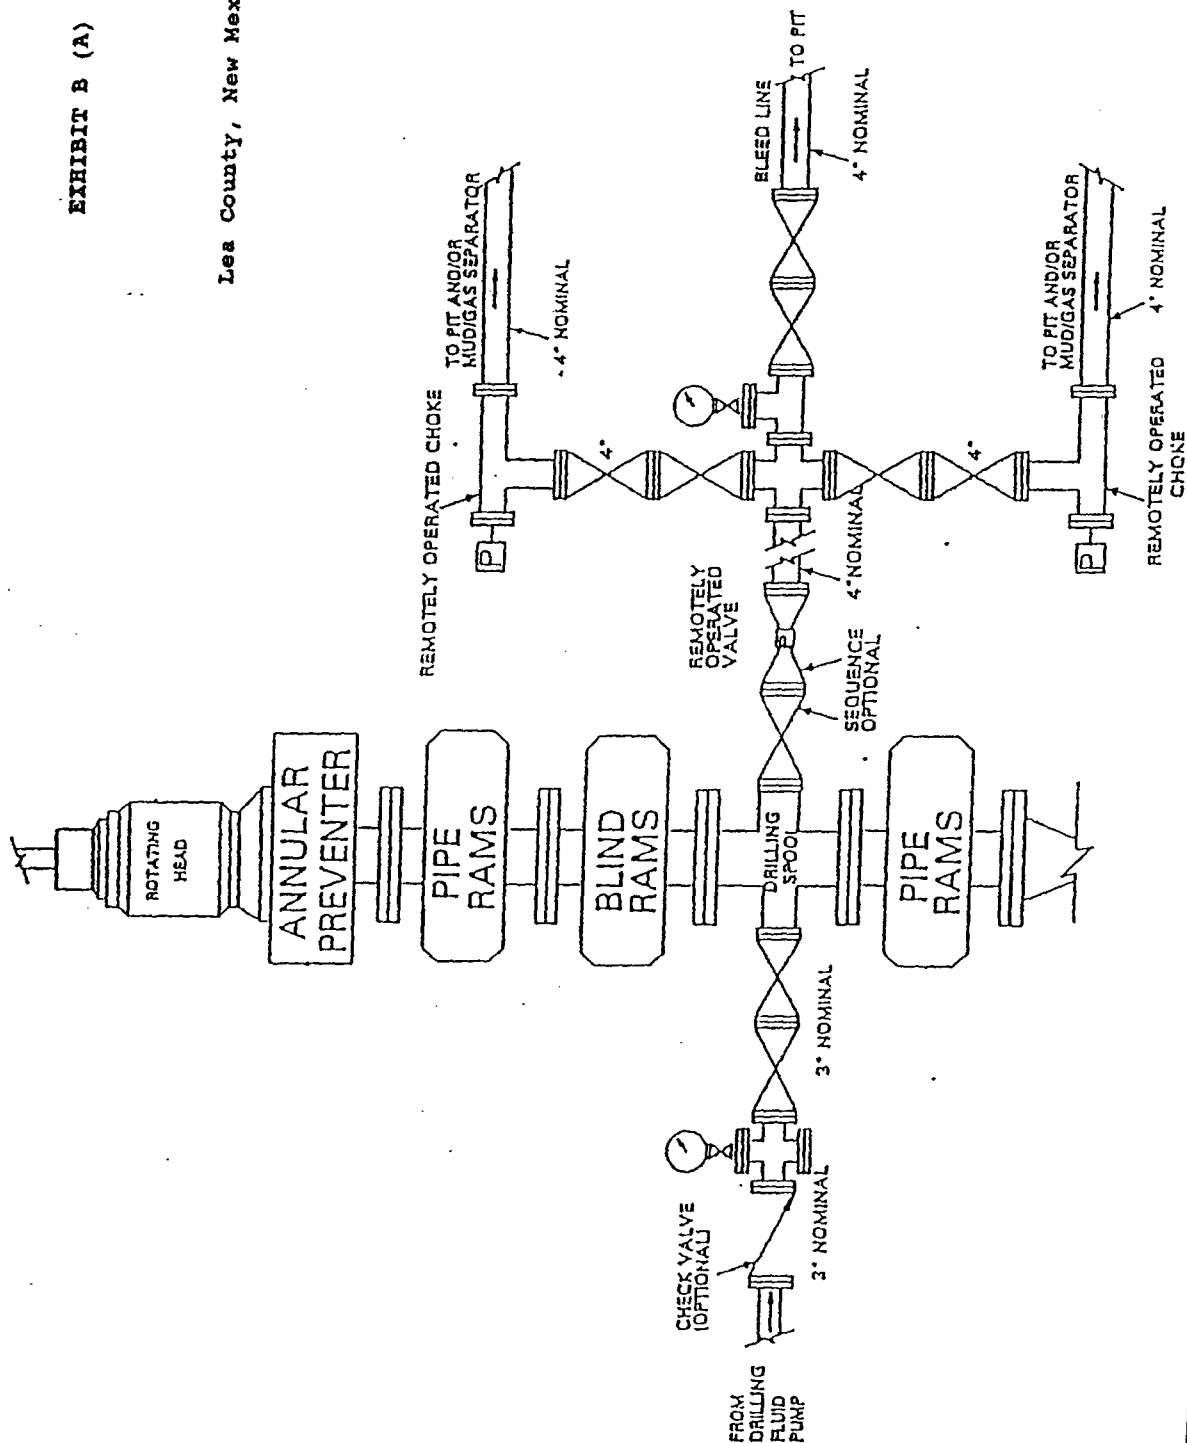 EXHIBIT B (A)
Lea County, New Mex
ROTATING
HEAD
ANNULAR
PREVENTER
PIPE
RAMS
BLIND
RAMS
DRILLING
SPOOL
PIPE
RAMS
FROM
DRILLING
FLUID
PUMP
CHECK VALVE
(OPTIONAL)
3" NOMINAL
3" NOMINAL
SEQUENCE
OPTIONAL
REMOTELY
OPERATED
VALVE
P
4" NOMINAL
REMOTELY OPERATED CHOKE
P
4"
TO PIT AND/OR
MUD/GAS SEPARATOR
4" NOMINAL
BLEED LINE
TO PIT
4" NOMINAL
4"
P
REMOTELY OPERATED
CHOKE
TO PIT AND/OR
MUD/GAS SEPARATOR
4" NOMINAL